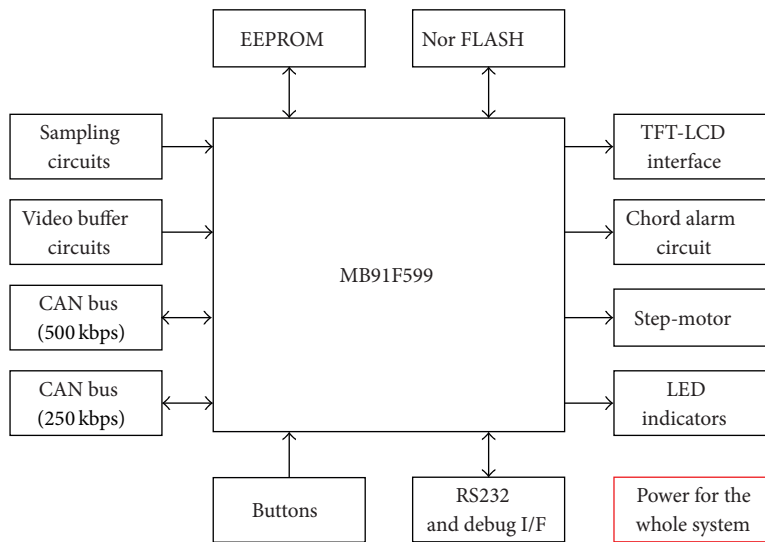 EEPROM
Nor FLASH
Sampling
circuits
Video buffer
circuits
CAN bus
(500 kbps)
CAN bus
(250 kbps)
MB91F599
TFT-LCD
interface
Chord alarm
circuit
Step-motor
LED
indicators
Buttons
RS232
and debug I/F
Power for the
whole system